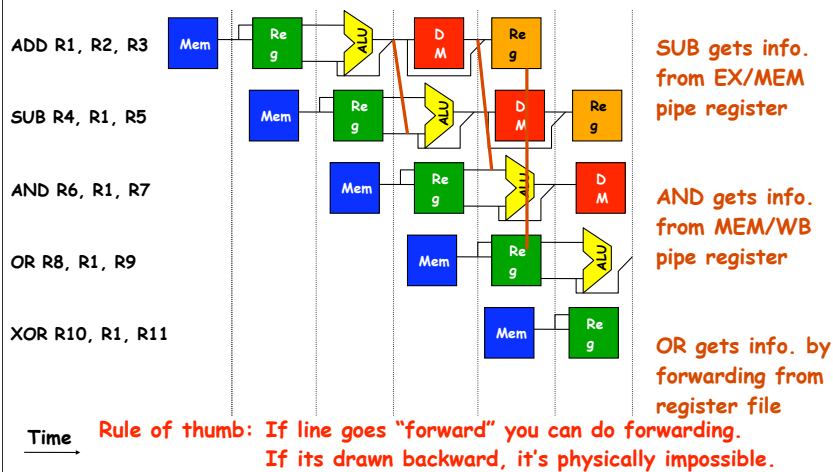 ADD R1, R2, R3
Mem
Re
g
ALU
D
M
Re
g
SUB gets info.
from EX/MEM
pipe register
SUB R4, R1, R5
Mem
Re
g
ALU
D
M
Re
g
AND R6, R1, R7
Mem
Re
g
ALU
D
M
AND gets info.
from MEM/WB
pipe register
OR R8, R1, R9
Mem
Re
g
ALU
XOR R10, R1, R11
Mem
Re
g
OR gets info. by
forwarding from
register file
Time
Rule of thumb: If line goes “forward” you can do forwarding.
If its drawn backward, it’s physically impossible.